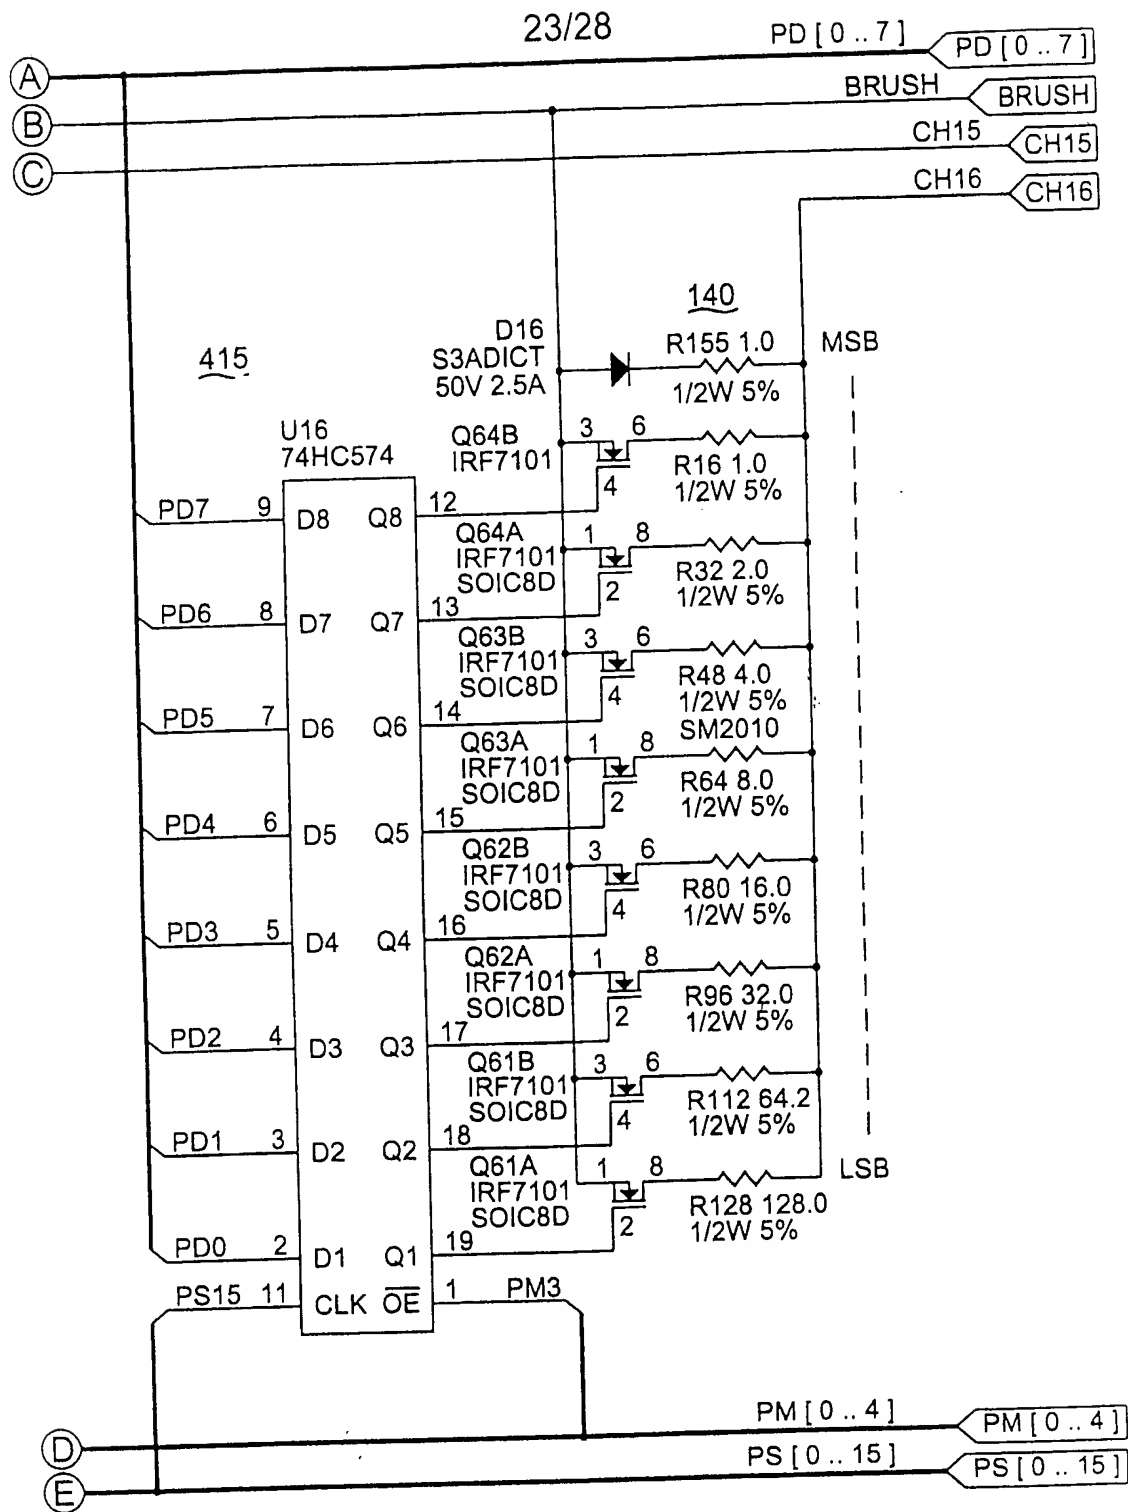 23/28
PD [ 0 .. 7 ]
PD [ 0 .. 7 ]
A
BRUSH
BRUSH
B
CH15
CH15
C
CH16
CH16
140
D16
S3ADICT
50V 2.5A
R155 1.0
1/2W 5%
MSB
415
U16
74HC574
Q64B
IRF7101
3
6
4
R16 1.0
1/2W 5%
PD7
9
D8
Q8
12
Q64A
IRF7101
SOIC8D
1
8
2
R32 2.0
1/2W 5%
PD6
8
D7
Q7
13
Q63B
IRF7101
SOIC8D
3
6
4
R48 4.0
1/2W 5%
SM2010
PD5
7
D6
Q6
14
Q63A
IRF7101
SOIC8D
1
8
2
R64 8.0
1/2W 5%
PD4
6
D5
Q5
15
Q62B
IRF7101
SOIC8D
3
6
4
R80 16.0
1/2W 5%
PD3
5
D4
Q4
16
Q62A
IRF7101
SOIC8D
1
8
2
R96 32.0
1/2W 5%
PD2
4
D3
Q3
17
Q61B
IRF7101
SOIC8D
3
6
4
R112 64.2
1/2W 5%
PD1
3
D2
Q2
18
Q61A
IRF7101
SOIC8D
1
8
2
R128 128.0
1/2W 5%
LSB
PD0
2
D1
Q1
19
PS15
11
CLK
OE
1
PM3
PM [ 0 .. 4 ]
PM [ 0 .. 4 ]
D
PS [ 0 .. 15 ]
PS [ 0 .. 15 ]
E